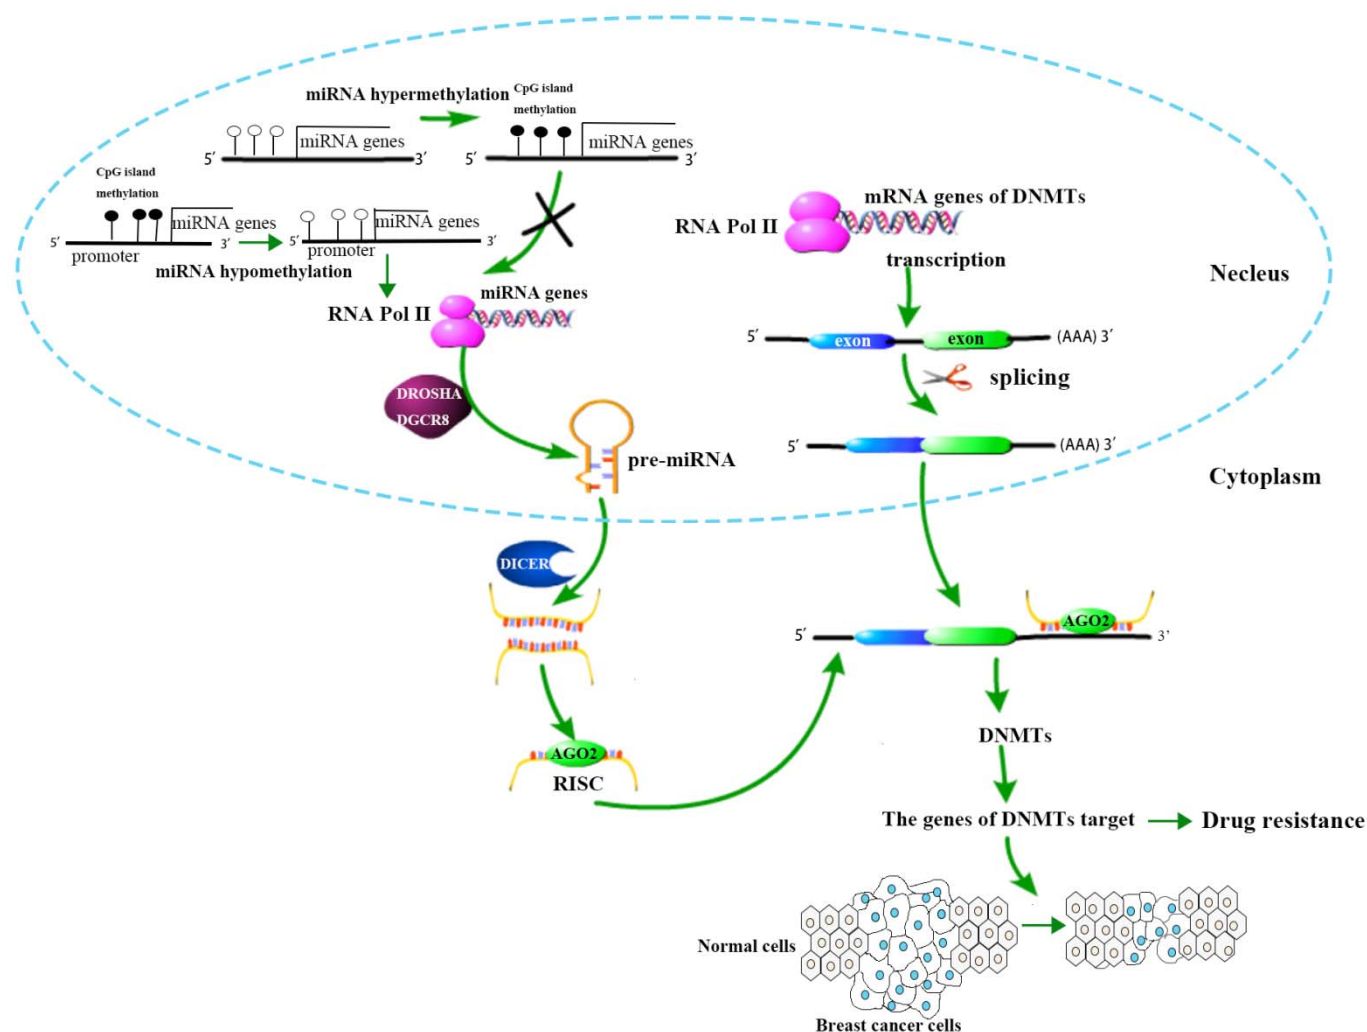 miRNA hypermethylation
CpG island
methylation
miRNA genes
5′ 3′
miRNA genes
5′ 3′
CpG island
methylation
miRNA genes
5′ 3′
promoter
miRNA hypomethylation
miRNA genes
5′ 3′
promoter
RNA Pol II
miRNA genes
DROSHA
DGCR8
pre-miRNA
mRNA genes of DNMTs
RNA Pol II
transcription
Necleus
5′ exon exon (AAA) 3′
splicing
5′ (AAA) 3′
Cytoplasm
DICER
AGO2
RISC
AGO2
5′ 3’
DNMTs
The genes of DNMTs target
Drug resistance
Normal cells
Breast cancer cells